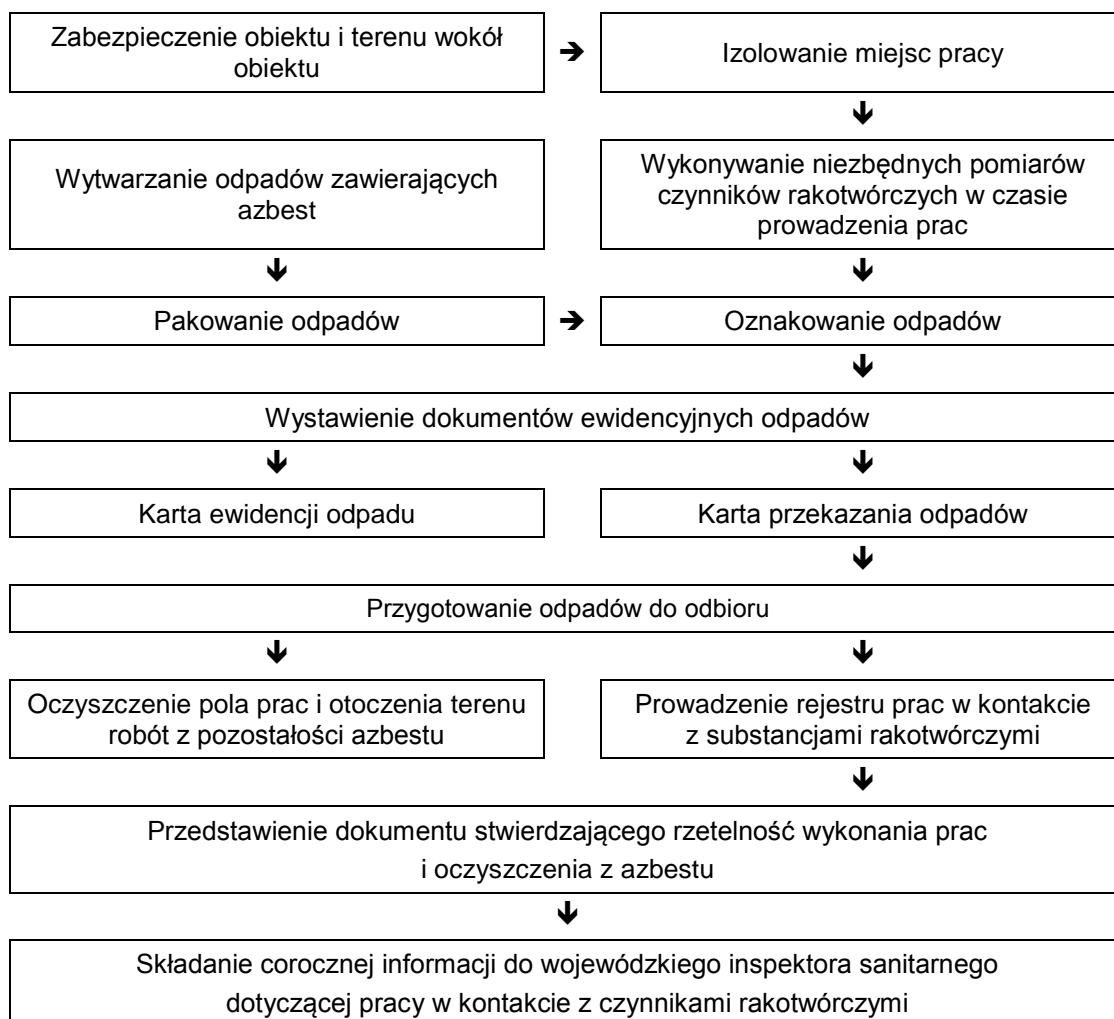 Zabezpieczenie obiektu i terenu wokół
obiektu
➔
Izolowanie miejsc pracy
Wytwarzanie odpadów zawierających
azbest
Wykonywanie niezbędnych pomiarów
czynników rakotwórczych w czasie
prowadzenia prac
Pakowanie odpadów
➔
Oznakowanie odpadów
Wystawienie dokumentów ewidencyjnych odpadów
Karta ewidencji odpadu
Karta przekazania odpadów
Przygotowanie odpadów do odbioru
Oczyszczenie pola prac i otoczenia terenu
robót z pozostałości azbestu
Prowadzenie rejestru prac w kontakcie
z substancjami rakotwórczymi
Przedstawienie dokumentu stwierdzającego rzetelność wykonania prac
i oczyszczenia z azbestu
Składanie corocznej informacji do wojewódzkiego inspektora sanitarnego
dotyczącej pracy w kontakcie z czynnikami rakotwórczymi